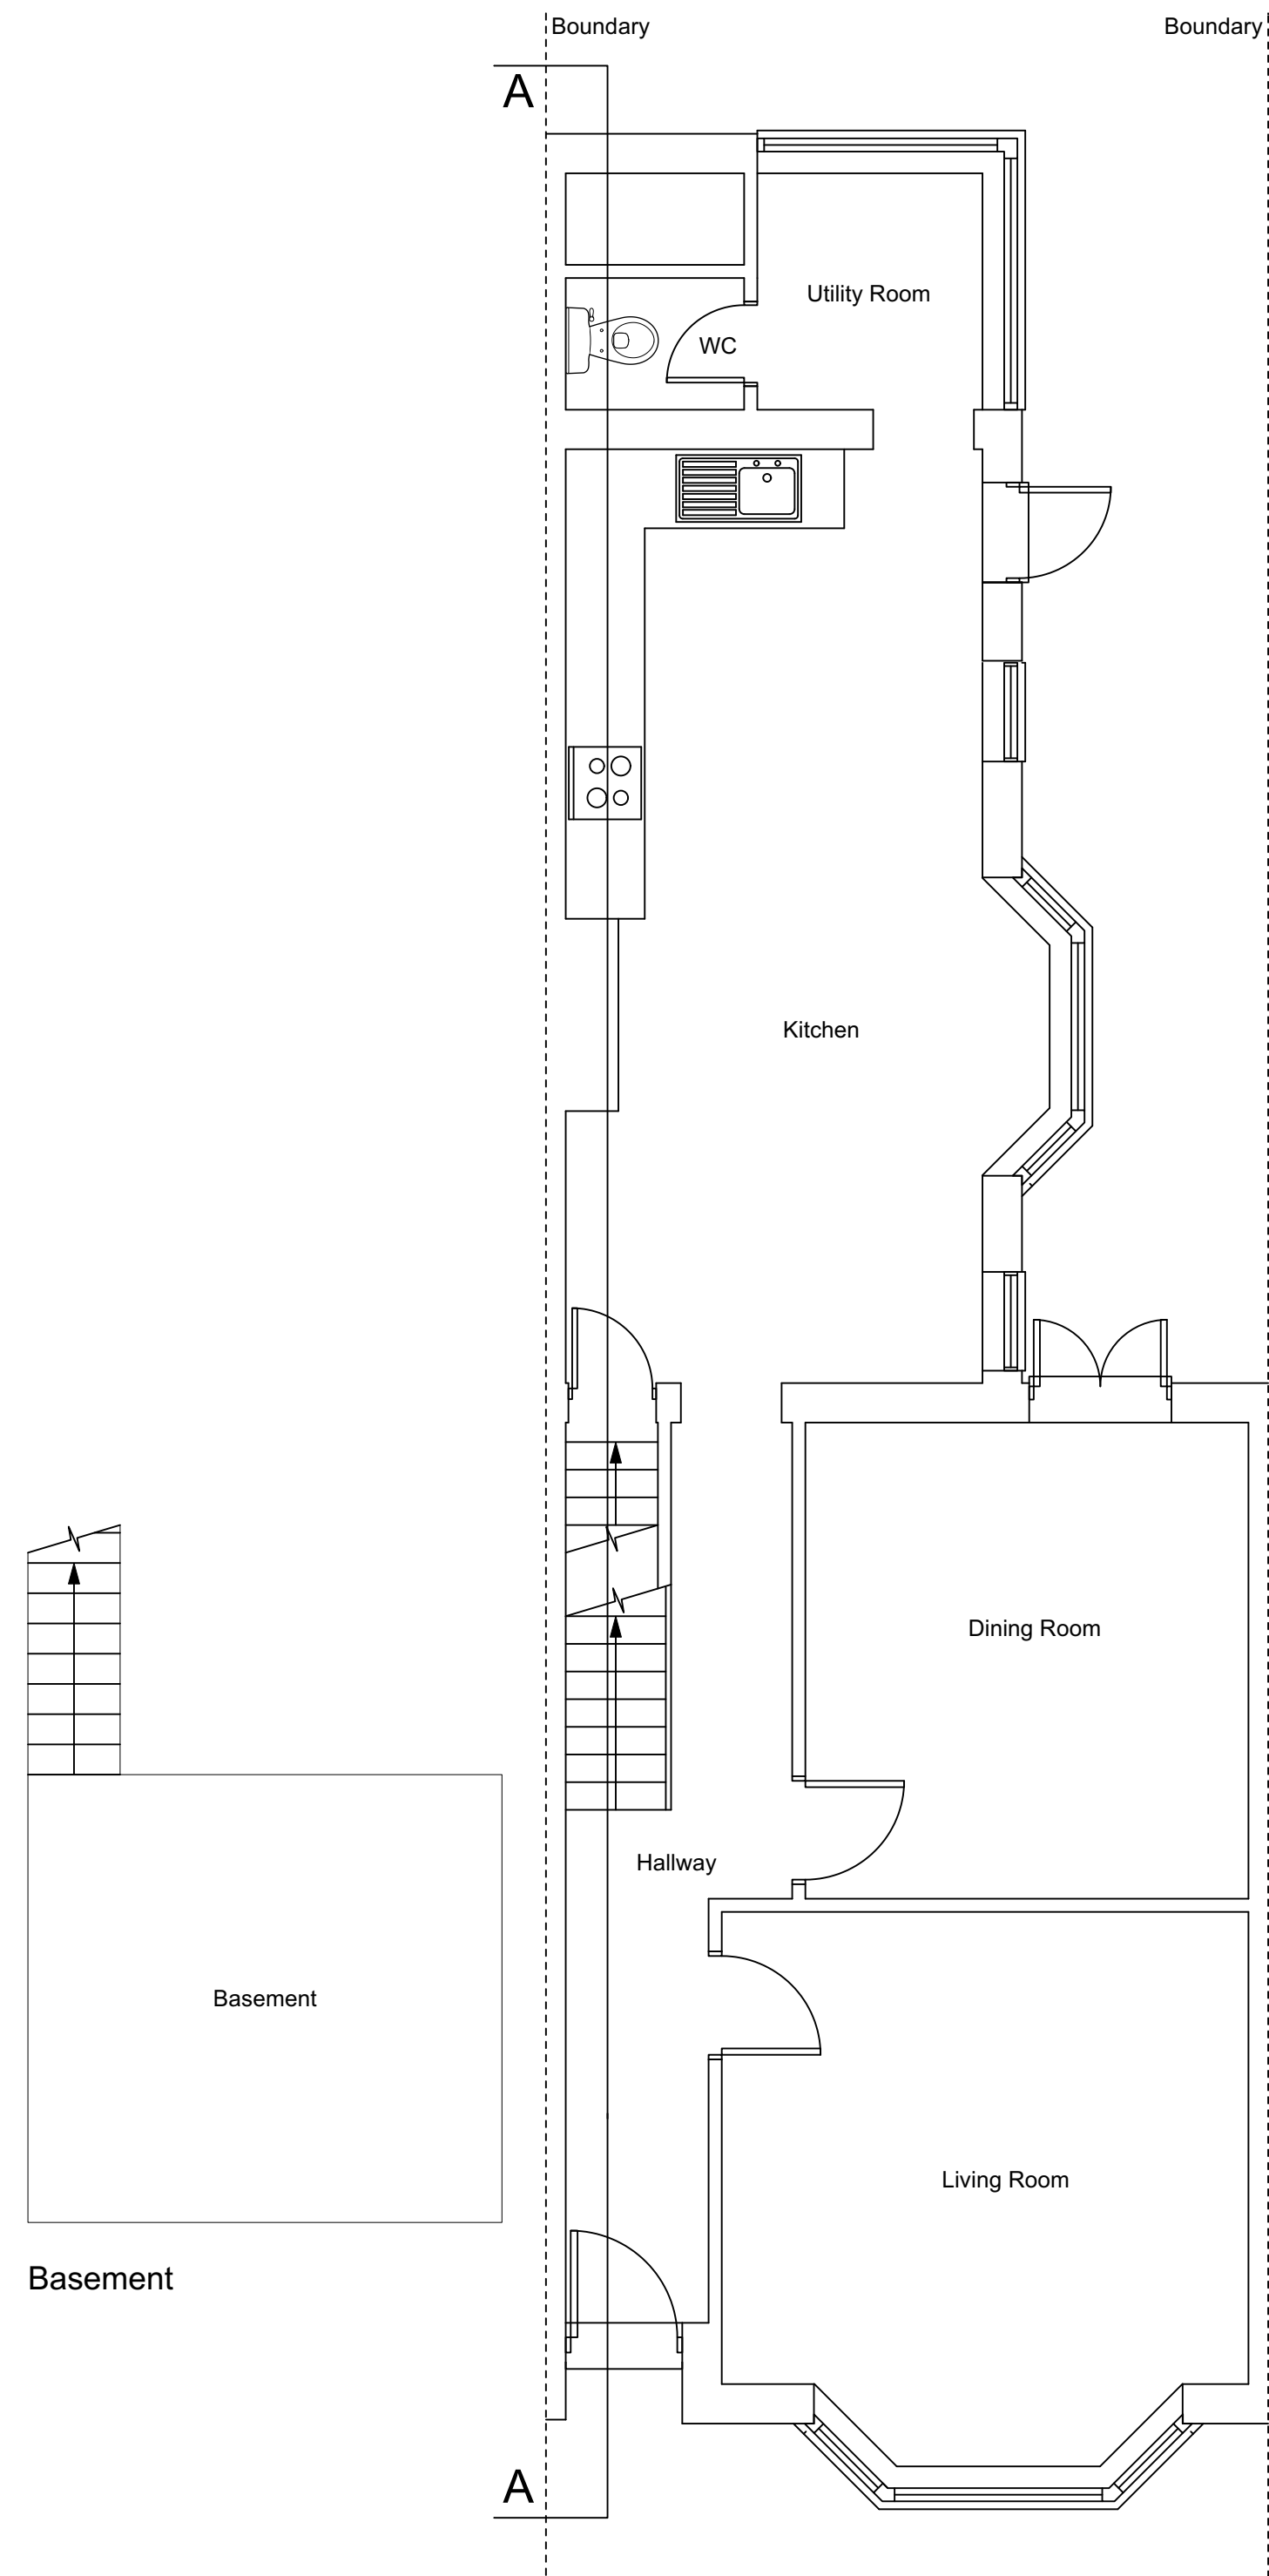 Boundary
Boundary
A
Utility Room
WC
Kitchen
Dining Room
Hallway
Basement
Living Room
Basement
A